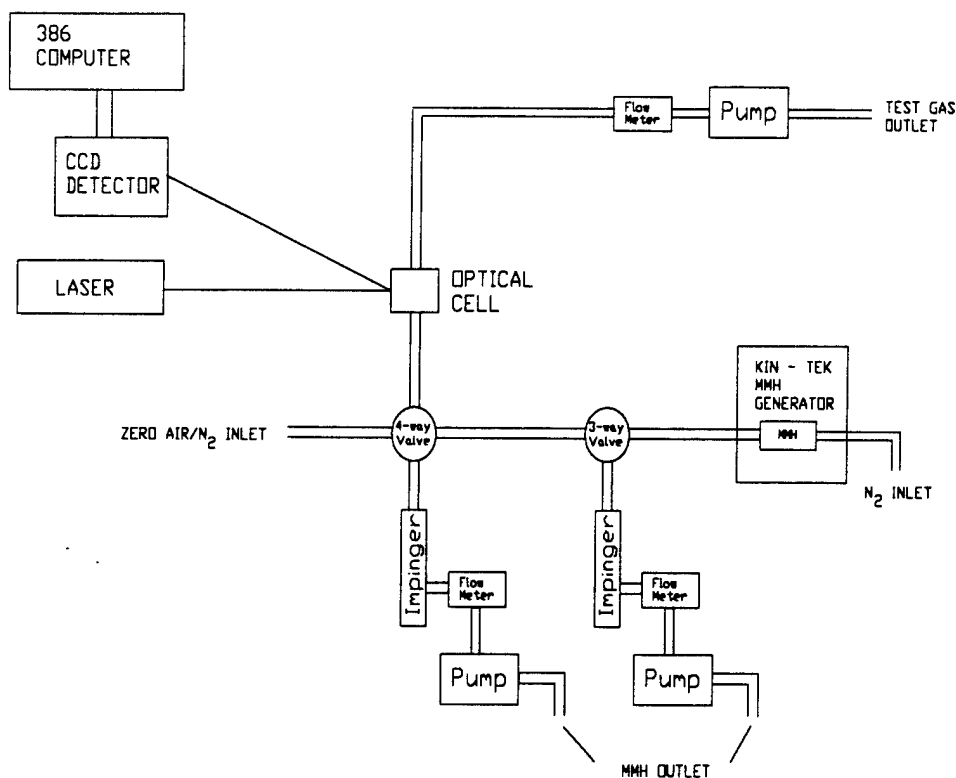 386
COMPUTER
CCD
DETECTOR
LASER
Flow
Meter
Pump
TEST GAS
OUTLET
OPTICAL
CELL
KIN - TEK
MMH
GENERATOR
MMH
N2 INLET
ZERO AIR/N2 INLET
4-way
Valve
3-way
Valve
Impinger
Flow
Meter
Pump
Impinger
Flow
Meter
Pump
MMH OUTLET